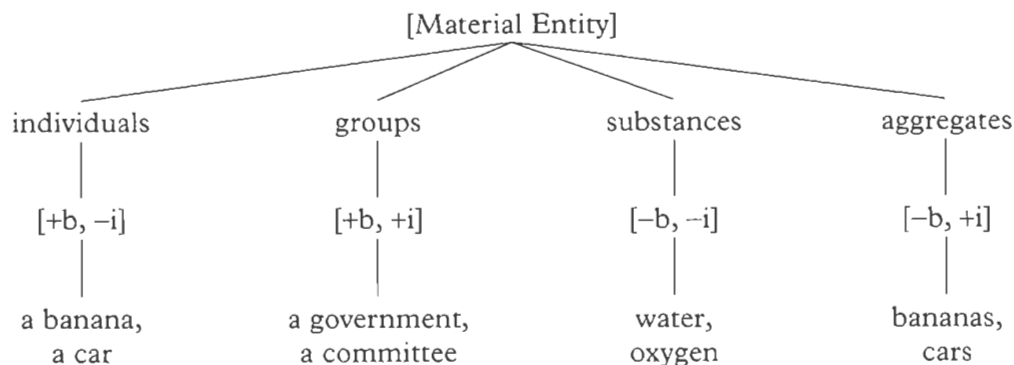 [Material Entity]
individuals groups substances aggregates
[+b, −i] [+b, +i] [−b, −i] [−b, +i]
a banana, a government, water, bananas,
a car a committee oxygen cars